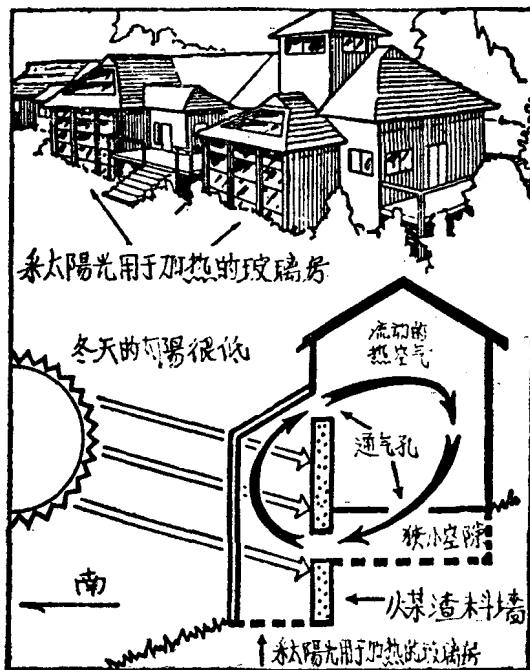 采太陽光用于加热的玻璃房
冬天的陽很低
流动的
热空气
通气孔
狭小空隙
南
煤渣料墙
采太陽光用于加热的玻璃房